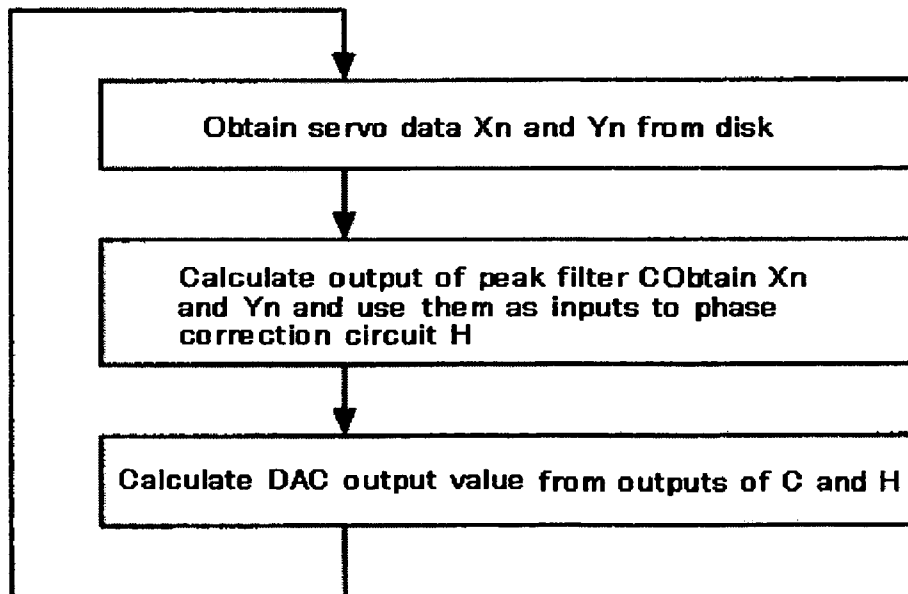 Obtain servo data Xn and Yn from disk
Calculate output of peak filter CObtain Xn
and Yn and use them as inputs to phase
correction circuit H
Calculate DAC output value from outputs of C and H